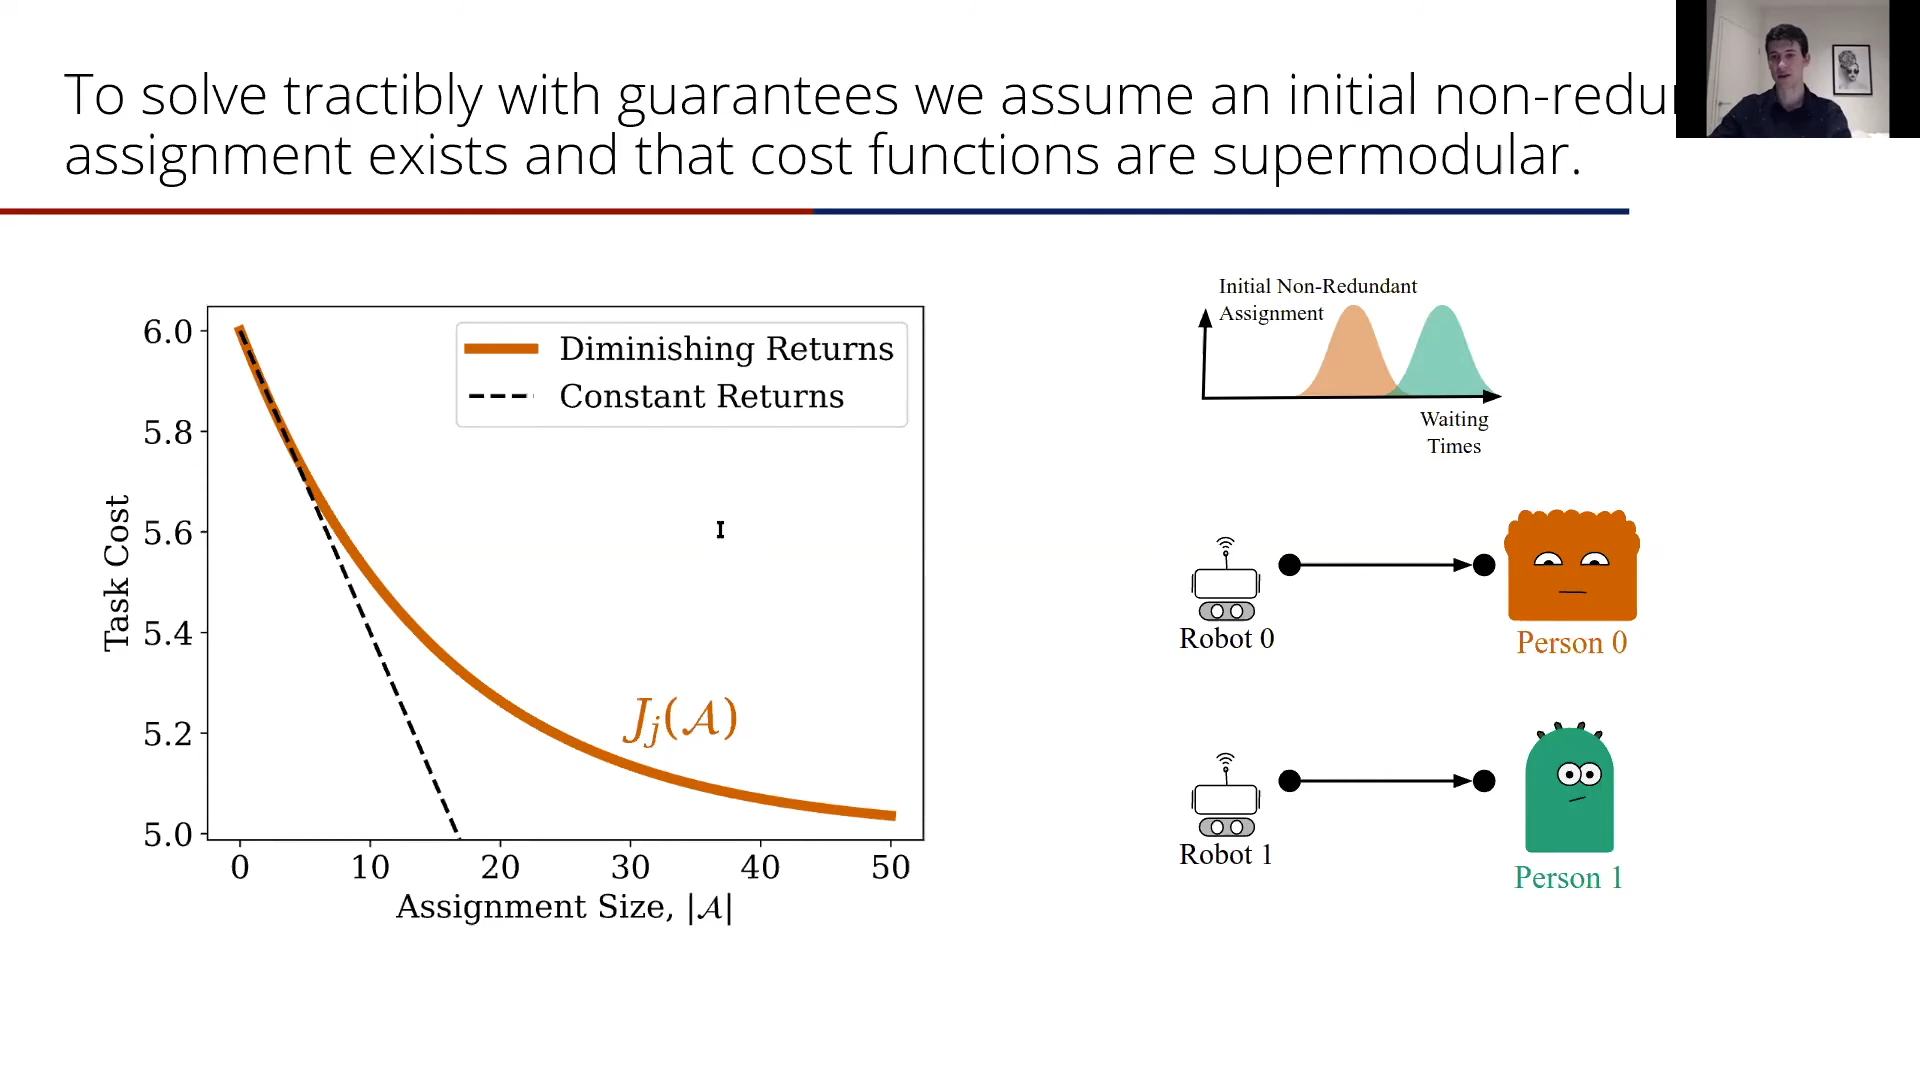 To solve tractibly with guarantees we assume an initial non-redu
assignment exists and that cost functions are supermodular.
6.0
5.8
5.6
5.4
5.2
5.0
Task Cost
Diminishing Returns
Constant Returns
J_j(𝒜)
0 10 20 30 40 50
Assignment Size, |𝒜|
Initial Non-Redundant
Assignment
Waiting
Times
Robot 0
Person 0
Robot 1
Person 1